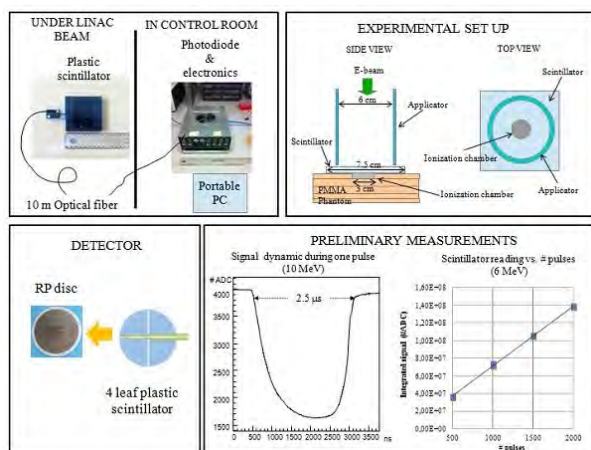 UNDER LINAC
BEAM
IN CONTROL ROOM
Plastic
scintillator
Photodiode
&
electronics
10 m Optical fiber
Portable
PC
EXPERIMENTAL SET UP
SIDE VIEW
TOP VIEW
E-beam
6 cm
Applicator
Scintillator
7.5 cm
PMMA
Phantom
3 cm
Ionization chamber
Scintillator
Ionization chamber
Applicator
DETECTOR
RP disc
4 leaf plastic
scintillator
PRELIMINARY MEASUREMENTS
Signal dynamic during one pulse
(10 MeV)
# ADC
4000
3500
3000
2500
2000
1500
2.5 µs
0 500 1000 1500 2000 2500 3000 3500
ns
Scintillator reading vs. # pulses
(6 MeV)
Integrated signal (#ADC)
1,60E+08
1,40E+08
1,20E+08
1,00E+08
8,00E+07
6,00E+07
4,00E+07
2,00E+07
0,00E+00
500 1000 1500 2000
# pulses